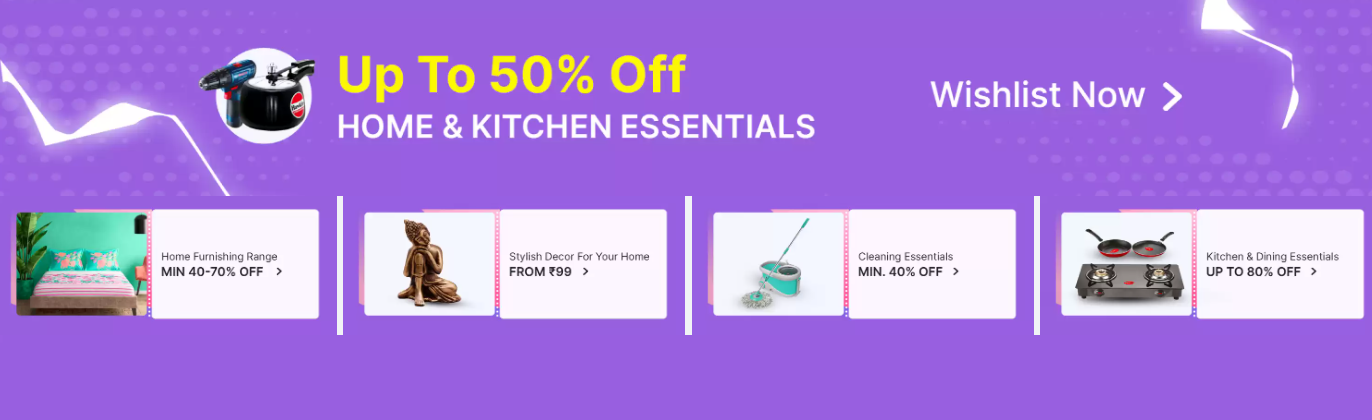 Up To 50% Off
HOME & KITCHEN ESSENTIALS
Wishlist Now
Home Furnishing Range
MIN 40-70% OFF
Stylish Decor For Your Home
FROM ₹99
Cleaning Essentials
MIN. 40% OFF
Kitchen & Dining Essentials
UP TO 80% OFF